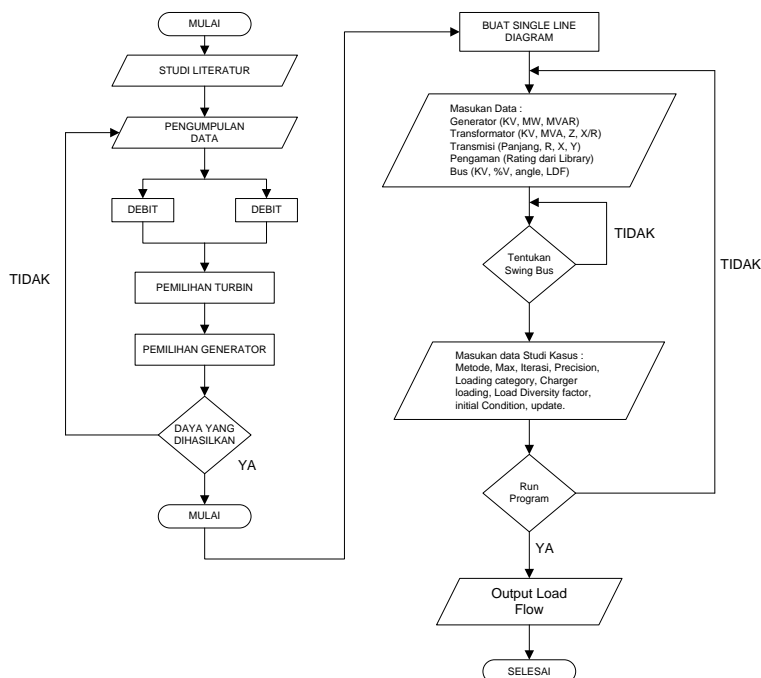 MULAI
STUDI LITERATUR
PENGUMPULAN
DATA
DEBIT
DEBIT
PEMILIHAN TURBIN
PEMILIHAN GENERATOR
DAYA YANG
DIHASILKAN
TIDAK
YA
MULAI
BUAT SINGLE LINE
DIAGRAM
Masukan Data :
Generator (KV, MW, MVAR)
Transformator (KV, MVA, Z, X/R)
Transmisi (Panjang, R, X, Y)
Pengaman (Rating dari Library)
Bus (KV, %V, angle, LDF)
Tentukan
Swing Bus
TIDAK
TIDAK
Masukan data Studi Kasus :
Metode, Max, Iterasi, Precision,
Loading category, Charger
loading, Load Diversity factor,
initial Condition, update.
Run
Program
YA
Output Load
Flow
SELESAI